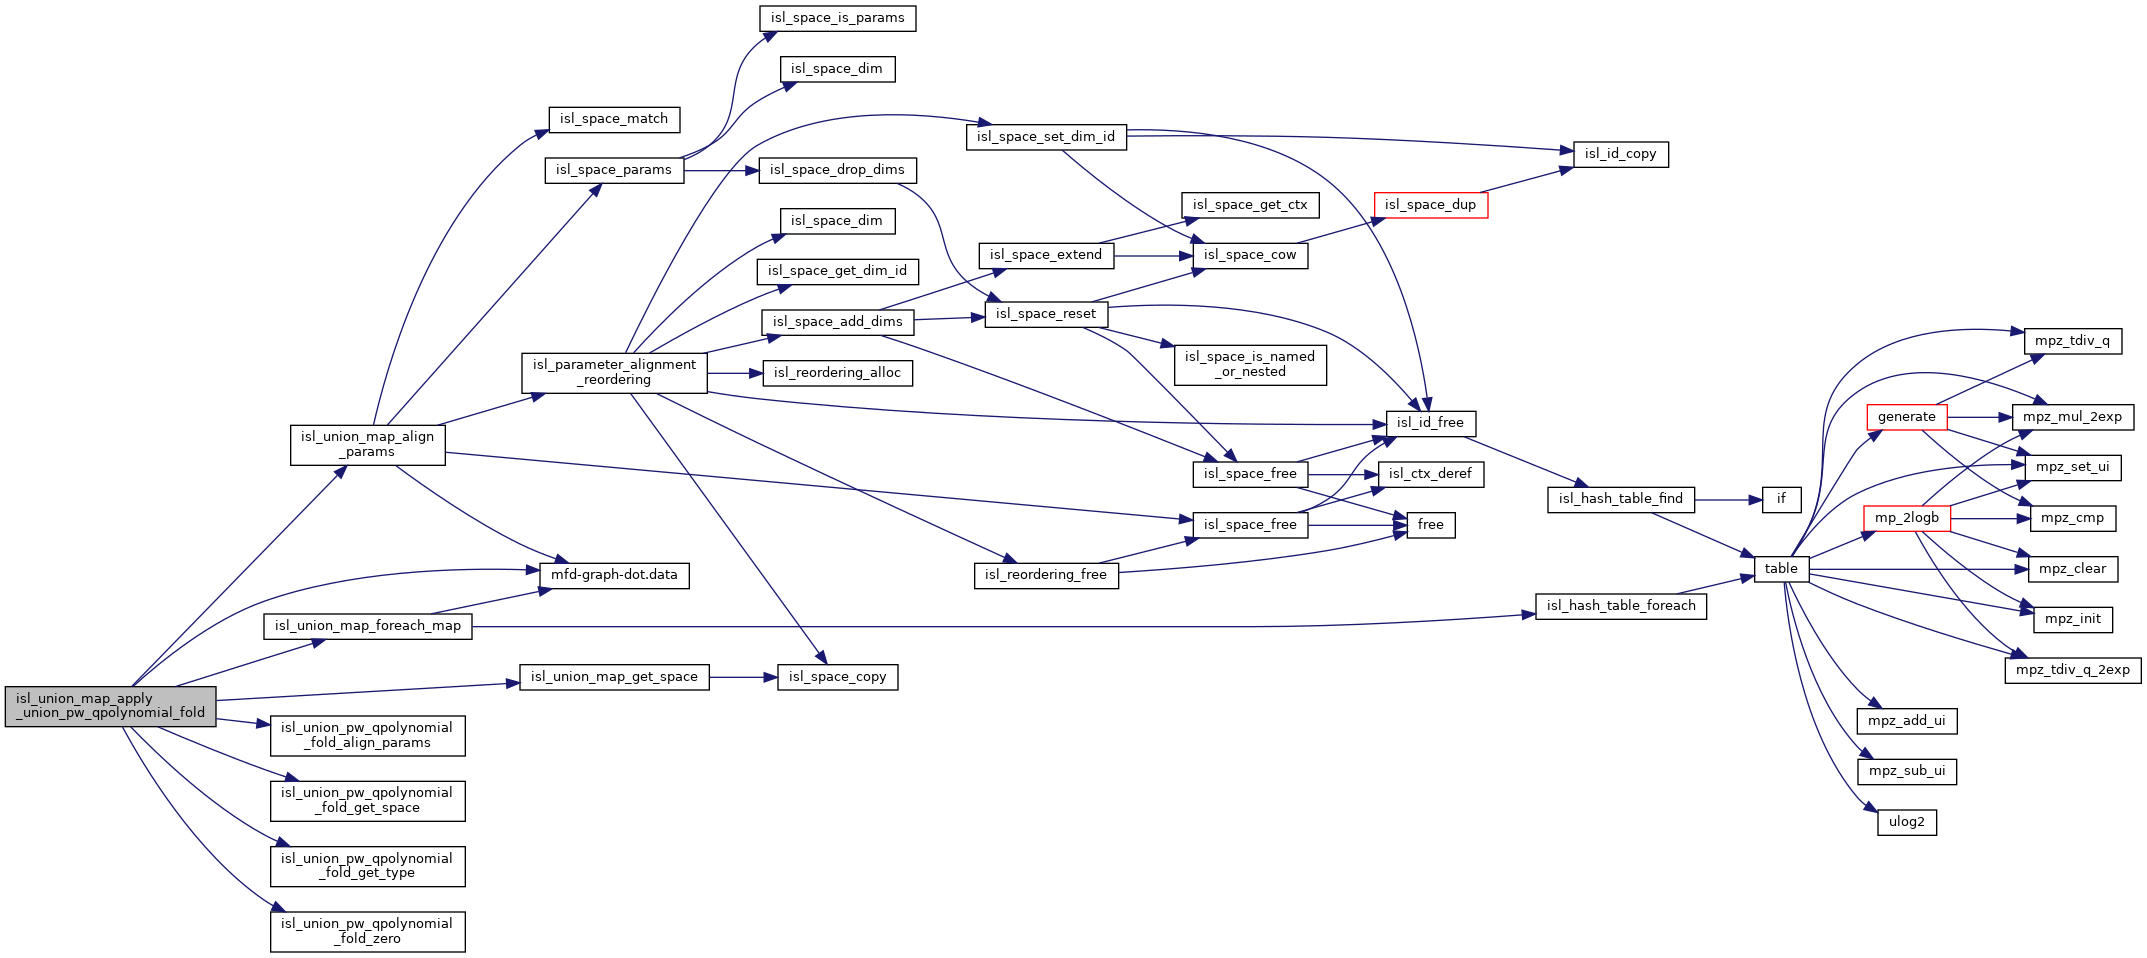 isl_space_is_params
isl_space_dim
isl_space_match
isl_space_set_dim_id
isl_id_copy
isl_space_params
isl_space_drop_dims
isl_space_get_ctx
isl_space_dup
isl_space_dim
isl_space_extend
isl_space_cow
isl_space_get_dim_id
isl_space_add_dims
isl_space_reset
mpz_tdiv_q
isl_parameter_alignment
_reordering
isl_reordering_alloc
isl_space_is_named
_or_nested
isl_union_map_align
_params
isl_id_free
generate
mpz_mul_2exp
isl_space_free
isl_ctx_deref
mpz_set_ui
isl_hash_table_find
if
isl_space_free
free
mp_2logb
mpz_cmp
mfd-graph-dot.data
isl_reordering_free
table
mpz_clear
isl_union_map_foreach_map
isl_hash_table_foreach
mpz_init
isl_union_map_get_space
isl_space_copy
mpz_tdiv_q_2exp
isl_union_map_apply
_union_pw_qpolynomial_fold
isl_union_pw_qpolynomial
_fold_align_params
mpz_add_ui
isl_union_pw_qpolynomial
_fold_get_space
mpz_sub_ui
isl_union_pw_qpolynomial
_fold_get_type
ulog2
isl_union_pw_qpolynomial
_fold_zero